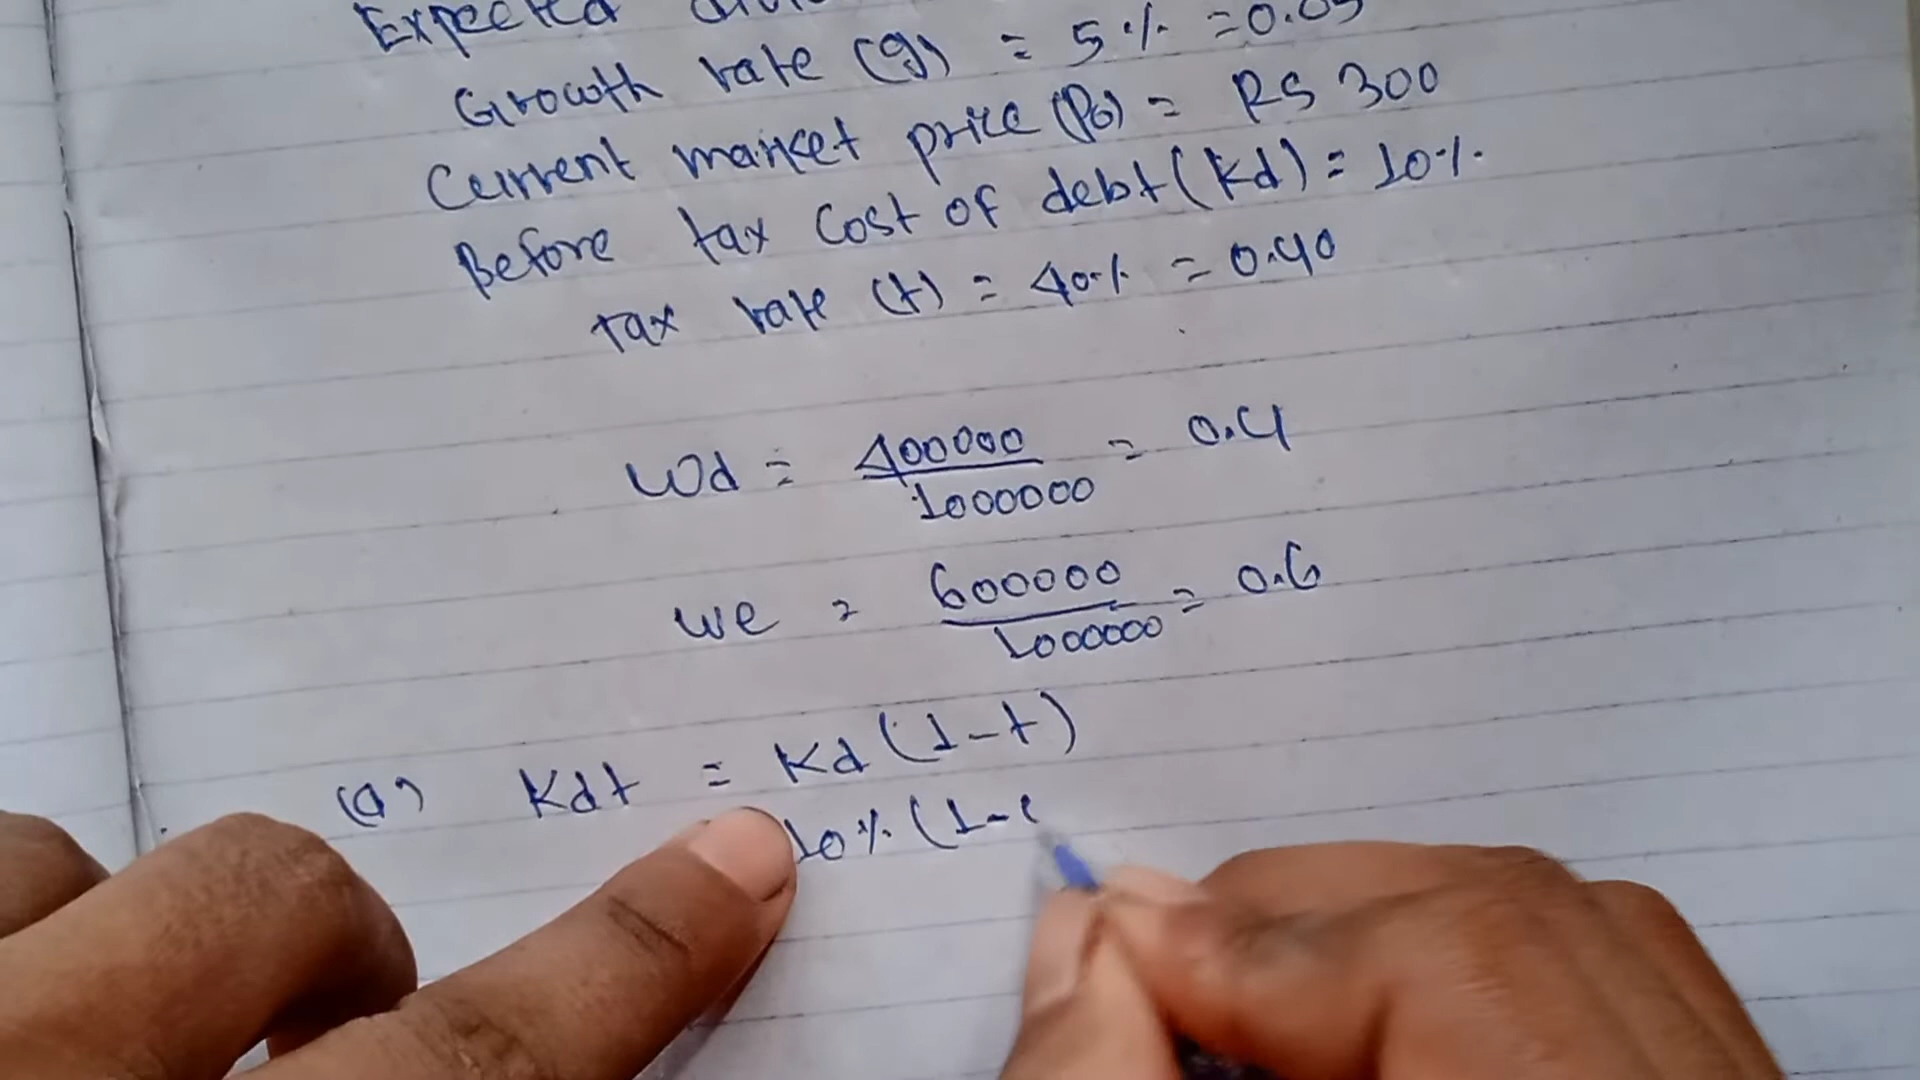 Expected
Growth rate (g) = 5% = 0.05
Current market price (P0) = RS 300
Before tax cost of debt (kd) = 10%
tax rate (t) = 40% = 0.40
Wd = 400000 / 1000000 = 0.4
we = 600000 / 1000000 = 0.6
(a) Kdt = Kd (1-t)
10% (1-